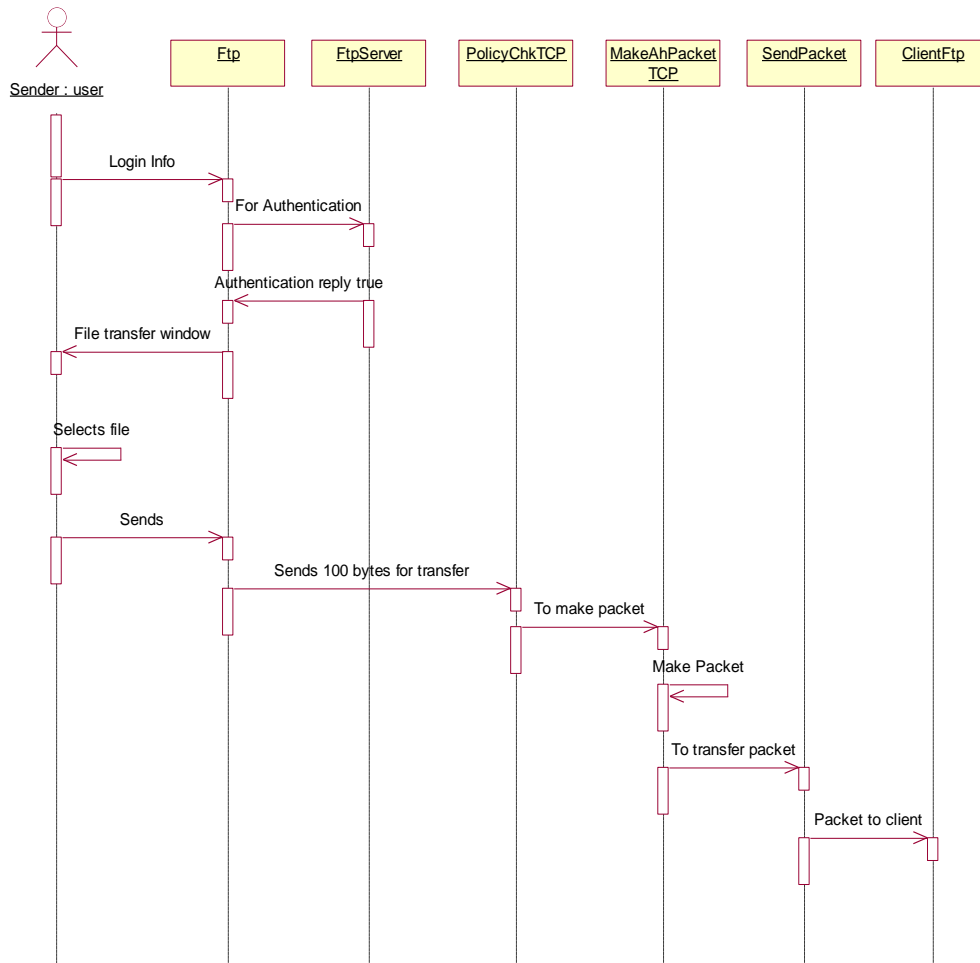 Sender : user
Ftp
FtpServer
PolicyChkTCP
MakeAhPacket
TCP
SendPacket
ClientFtp
Login Info
For Authentication
Authentication reply true
File transfer window
Selects file
Sends
Sends 100 bytes for transfer
To make packet
Make Packet
To transfer packet
Packet to client